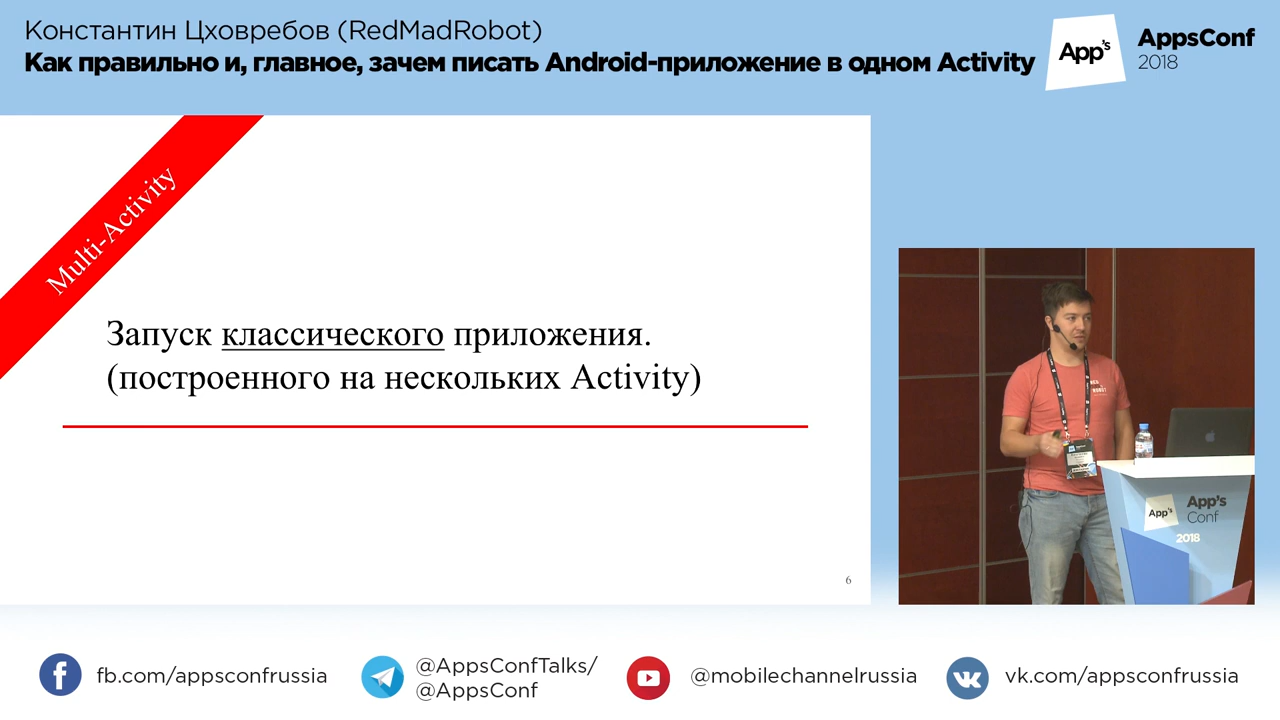 Константин Цховребов (RedMadRobot)
Как правильно и, главное, зачем писать Android-приложение в одном Activity
App's
AppsConf
2018
Multi-Activity
Запуск классического приложения.
(построенного на нескольких Activity)
6
App's
App's
Conf
2018
fb.com/appsconfrussia
@AppsConfTalks/
@AppsConf
@mobilechannelrussia
vk.com/appsconfrussia